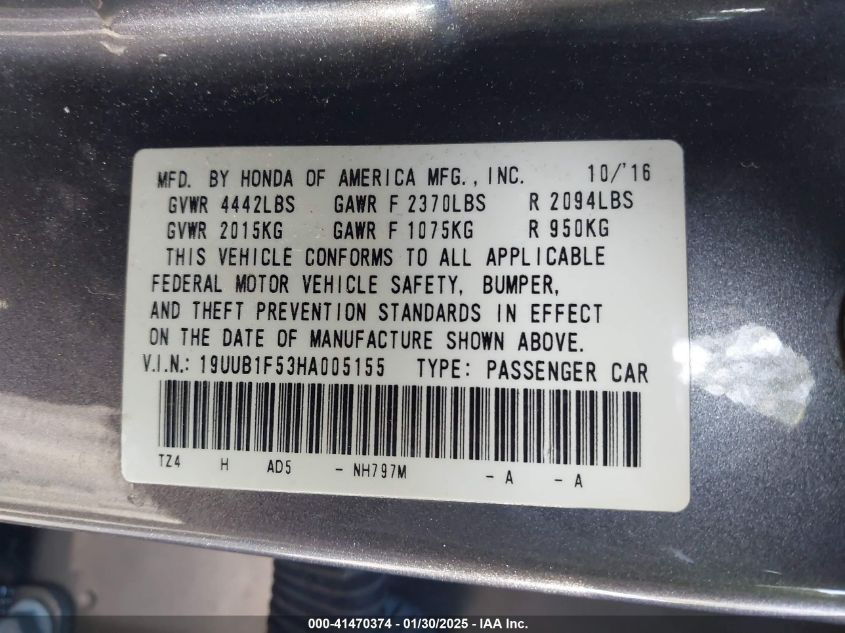 MFD. BY HONDA OF AMERICA MFG., INC. 10/'16
GVWR 4442LBS GAWR F 2370LBS R 2094LBS
GVWR 2015KG GAWR F 1075KG R 950KG
THIS VEHICLE CONFORMS TO ALL APPLICABLE
FEDERAL MOTOR VEHICLE SAFETY, BUMPER,
AND THEFT PREVENTION STANDARDS IN EFFECT
ON THE DATE OF MANUFACTURE SHOWN ABOVE.
V.I.N.: 19UUB1F53HA005155 TYPE: PASSENGER CAR
TZ4 H AD5 - NH797M - A - A
000-41470374 - 01/30/2025 - IAA Inc.